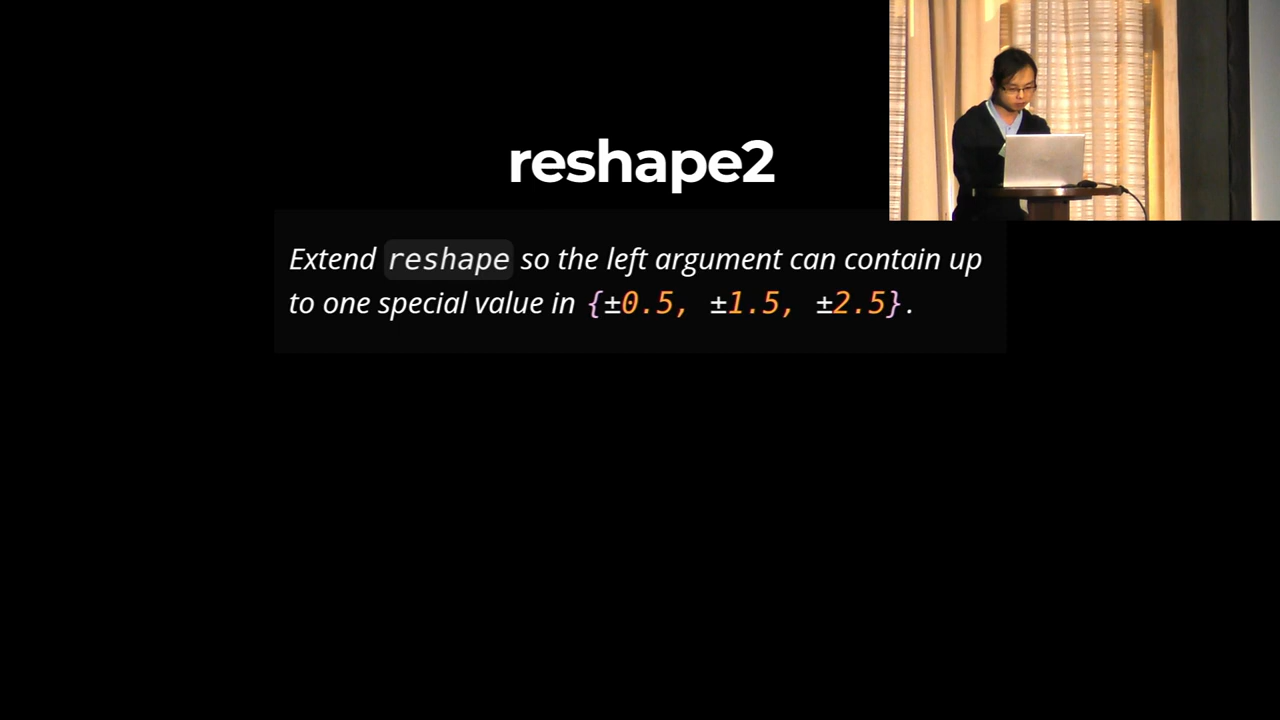 reshape2
Extend reshape so the left argument can contain up
to one special value in {±0.5, ±1.5, ±2.5}.